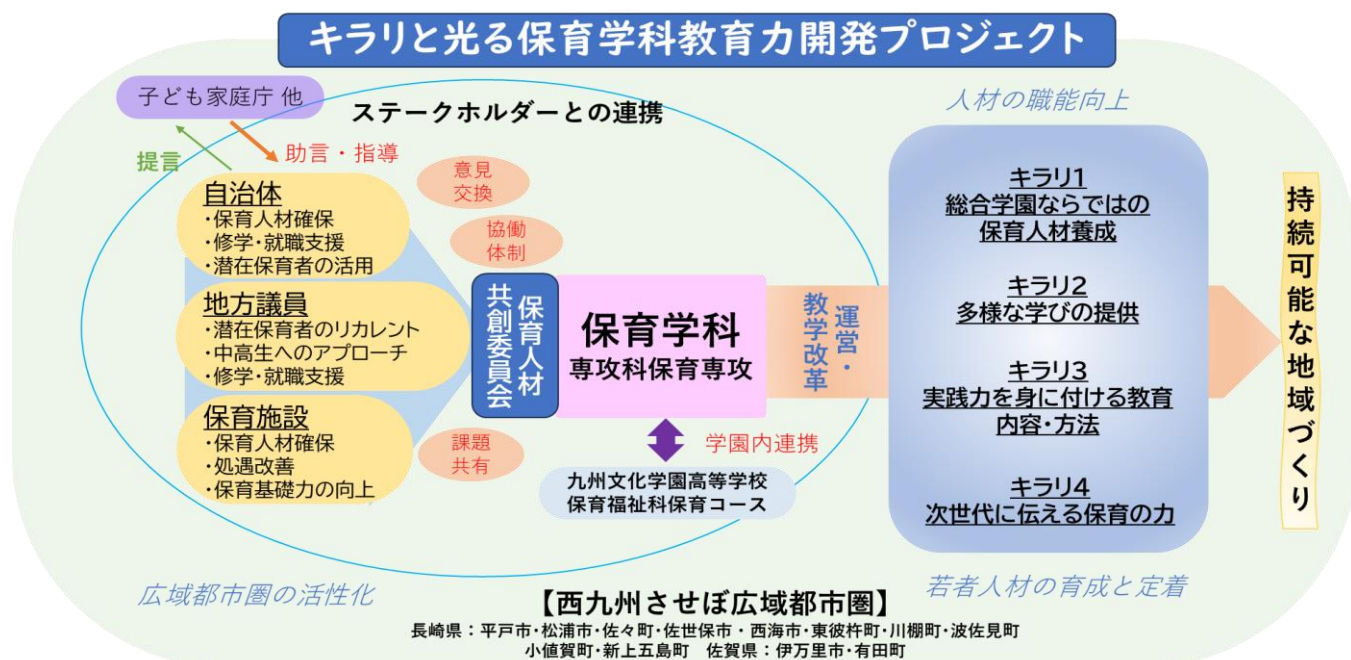 キラリと光る保育学科教育力開発プロジェクト
子ども家庭庁 他
ステークホルダーとの連携
人材の職能向上
提言
助言・指導
意見
交換
協働
体制
自治体
・保育人材確保
・修学・就職支援
・潜在保育者の活用
地方議員
・潜在保育者のリカレント
・中高生へのアプローチ
・修学・就職支援
保育施設
・保育人材確保
・処遇改善
・保育基礎力の向上
課題
共有
保育人材
共創委員会
保育学科
専攻科保育専攻
学園内連携
九州文化学園高等学校
保育福祉科保育コース
運営・
教学改革
キラリ1
総合学園ならではの
保育人材養成
キラリ2
多様な学びの提供
キラリ3
実践力を身に付ける教育
内容・方法
キラリ4
次世代に伝える保育の力
持続可能な地域づくり
広域都市圏の活性化
若者人材の育成と定着
【西九州させぼ広域都市圏】
長崎県：平戸市・松浦市・佐々町・佐世保市・西海市・東彼杵町・川棚町・波佐見町
小値賀町・新上五島町　佐賀県：伊万里市・有田町